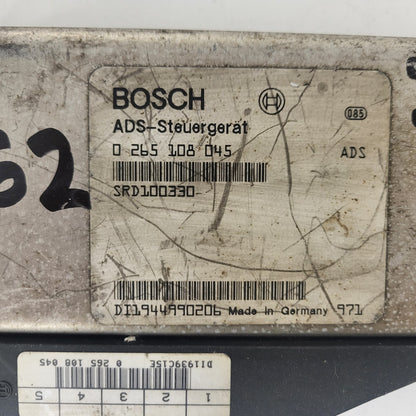 BOSCH
085
ADS-Steuergerät
0 265 108 045
ADS
SRD100330
62
DI1944990206 Made in Germany 971
DI1939C15E 0 265 108 045
1 2 3 4 5